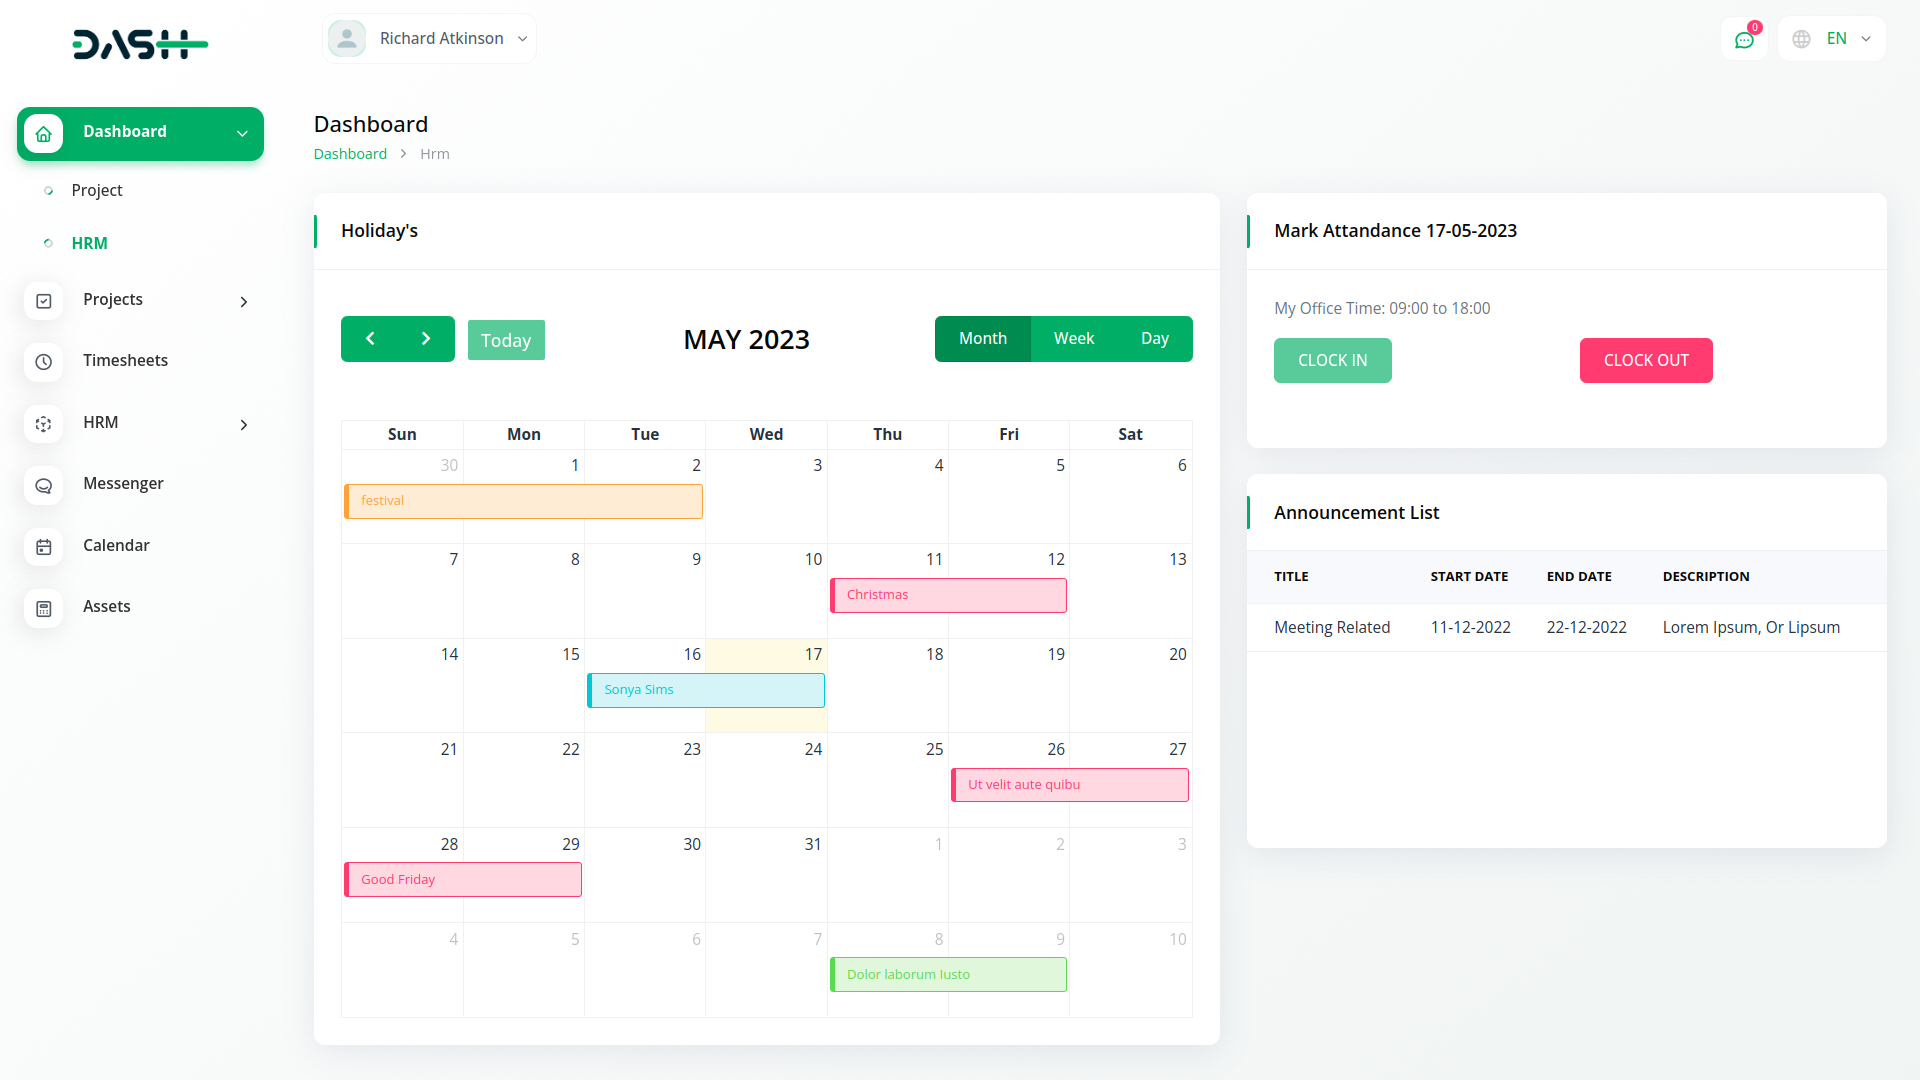 DASH
Richard Atkinson
0
EN
Dashboard
Project
HRM
Projects
Timesheets
HRM
Messenger
Calendar
Assets
Dashboard
Dashboard > Hrm
Holiday's
Today
MAY 2023
Month Week Day
Sun Mon Tue Wed Thu Fri Sat
30 1 2 3 4 5 6
festival
7 8 9 10 11 12 13
Christmas
14 15 16 17 18 19 20
Sonya Sims
21 22 23 24 25 26 27
Ut velit aute quibu
28 29 30 31 1 2 3
Good Friday
4 5 6 7 8 9 10
Dolor laborum Iusto
Mark Attandance 17-05-2023
My Office Time: 09:00 to 18:00
CLOCK IN CLOCK OUT
Announcement List
TITLE START DATE END DATE DESCRIPTION
Meeting Related 11-12-2022 22-12-2022 Lorem Ipsum, Or Lipsum